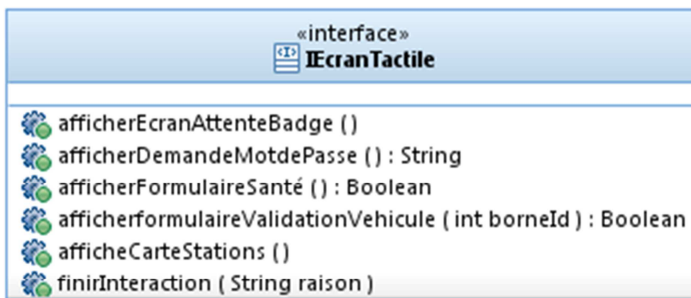 «interface»
IEcranTactile
afficherEcranAttenteBadge ()
afficherDemandeMotdePasse () : String
afficherFormulaireSanté () : Boolean
afficherformulaireValidationVehicule ( int borneId ) : Boolean
afficheCarteStations ()
finirInteraction ( String raison )